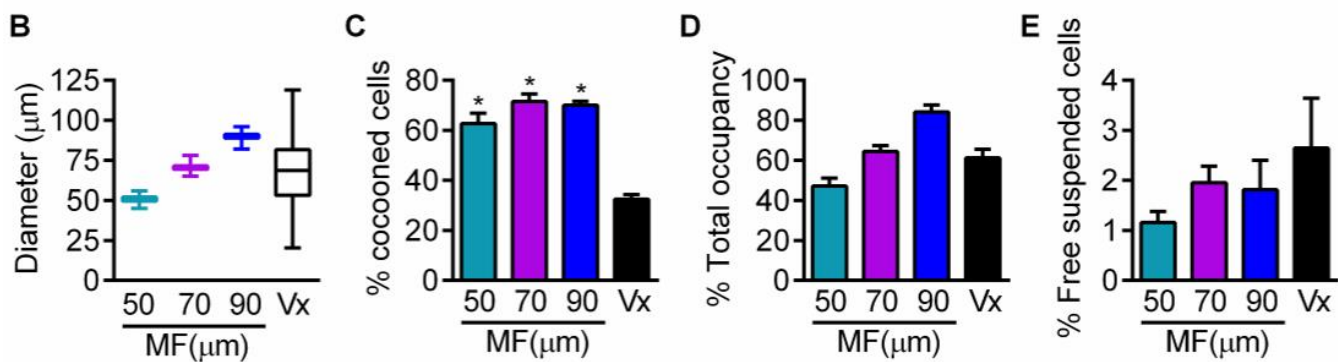 B
Diameter (μm)
125
100
75
50
25
0
50 70 90 Vx
MF(μm)
C
% cocooned cells
80
60
40
20
0
* * *
50 70 90 Vx
MF(μm)
D
% Total occupancy
100
80
60
40
20
0
50 70 90 Vx
MF(μm)
E
% Free suspended cells
4
3
2
1
0
50 70 90 Vx
MF(μm)